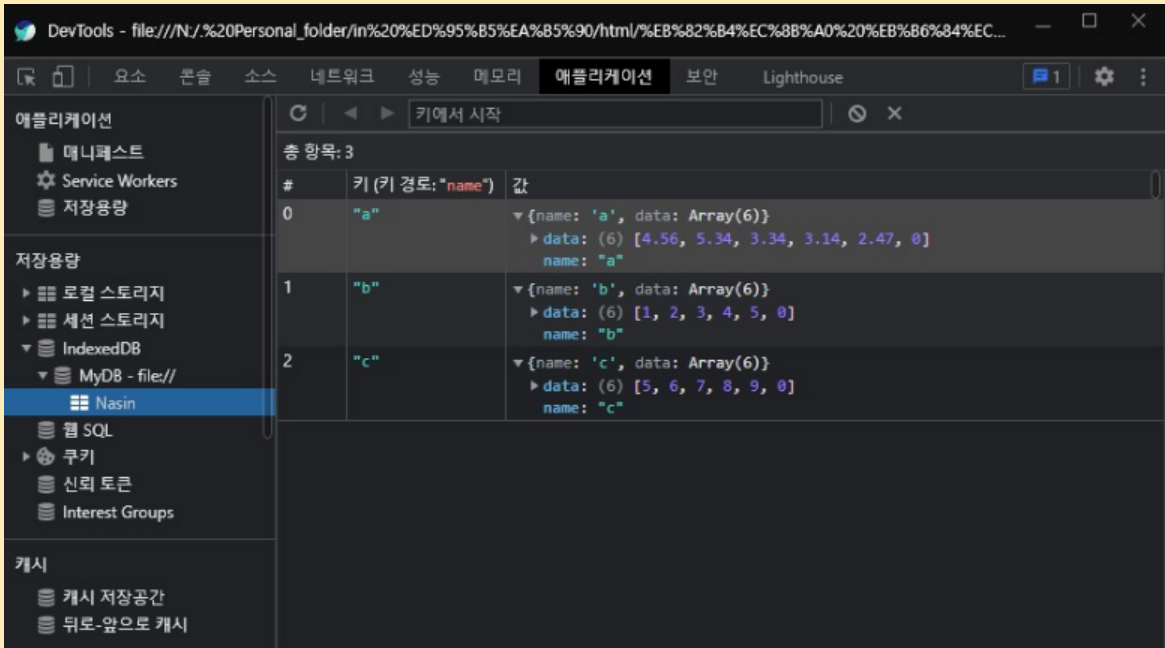 DevTools - file:///N:/.%20Personal_folder/in%20%ED%95%B5%EA%B5%90/html/%EB%82%B4%EC%8B%A0%20%EB%B6%84%EC...
요소 콘솔 소스 네트워크 성능 메모리 애플리케이션 보안 Lighthouse 1
애플리케이션
매니페스트
Service Workers
저장용량
저장용량
로컬 스토리지
세션 스토리지
IndexedDB
MyDB - file://
Nasin
웹 SQL
쿠키
신뢰 토큰
Interest Groups
캐시
캐시 저장공간
뒤로-앞으로 캐시
키에서 시작
총 항목: 3
# 키 (키 경로: "name") 값
0 "a" {name: 'a', data: Array(6)}
data: (6) [4.56, 5.34, 3.34, 3.14, 2.47, 0]
name: "a"
1 "b" {name: 'b', data: Array(6)}
data: (6) [1, 2, 3, 4, 5, 0]
name: "b"
2 "c" {name: 'c', data: Array(6)}
data: (6) [5, 6, 7, 8, 9, 0]
name: "c"